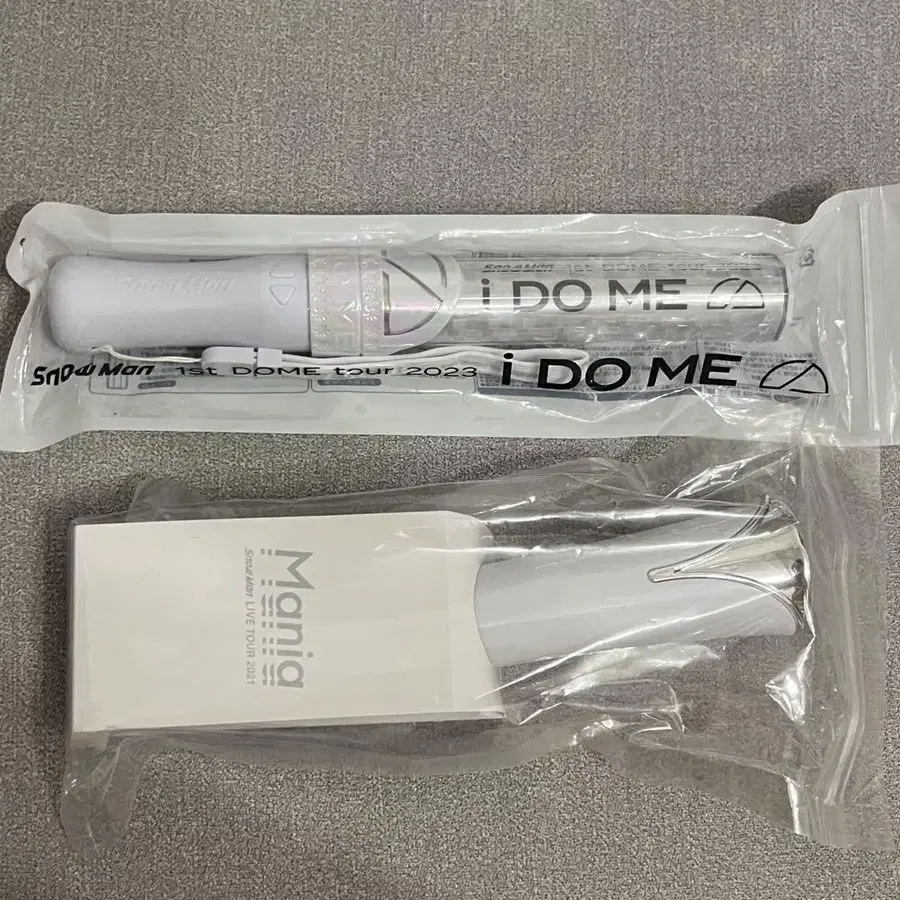 Snow Man
Snow Man 1st DOME tour 2023
i DO ME
Snow Man 1st DOME tour 2023 i DO ME
Mania
Snow Man LIVE TOUR 2021